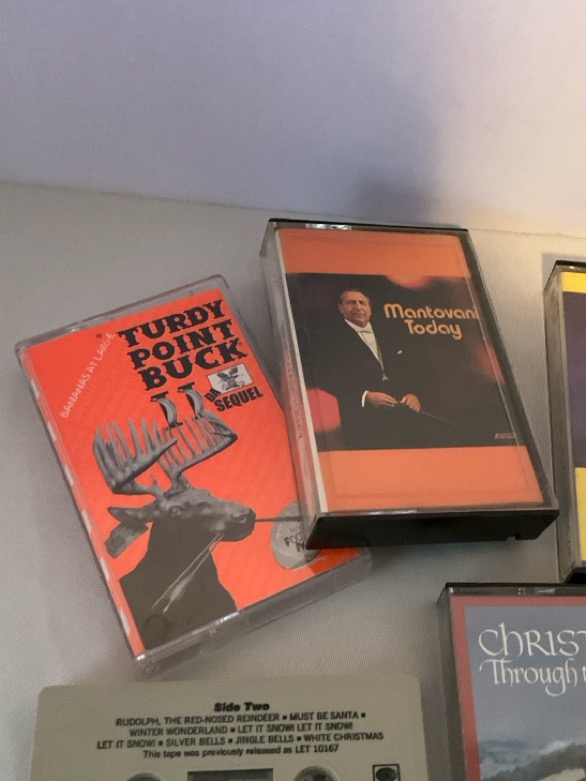 BANANAS AT LARGE
TURDY
POINT
BUCK
II
DA
SEQUEL
Mantovani
Today
Side Two
RUDOLPH, THE RED-NOSED REINDEER ■ MUST BE SANTA ■
WINTER WONDERLAND ■ LET IT SNOW! LET IT SNOW!
LET IT SNOW! ■ SILVER BELLS ■ JINGLE BELLS ■ WHITE CHRISTMAS
This tape was previously released as LET 10167
CHRIST
Through t